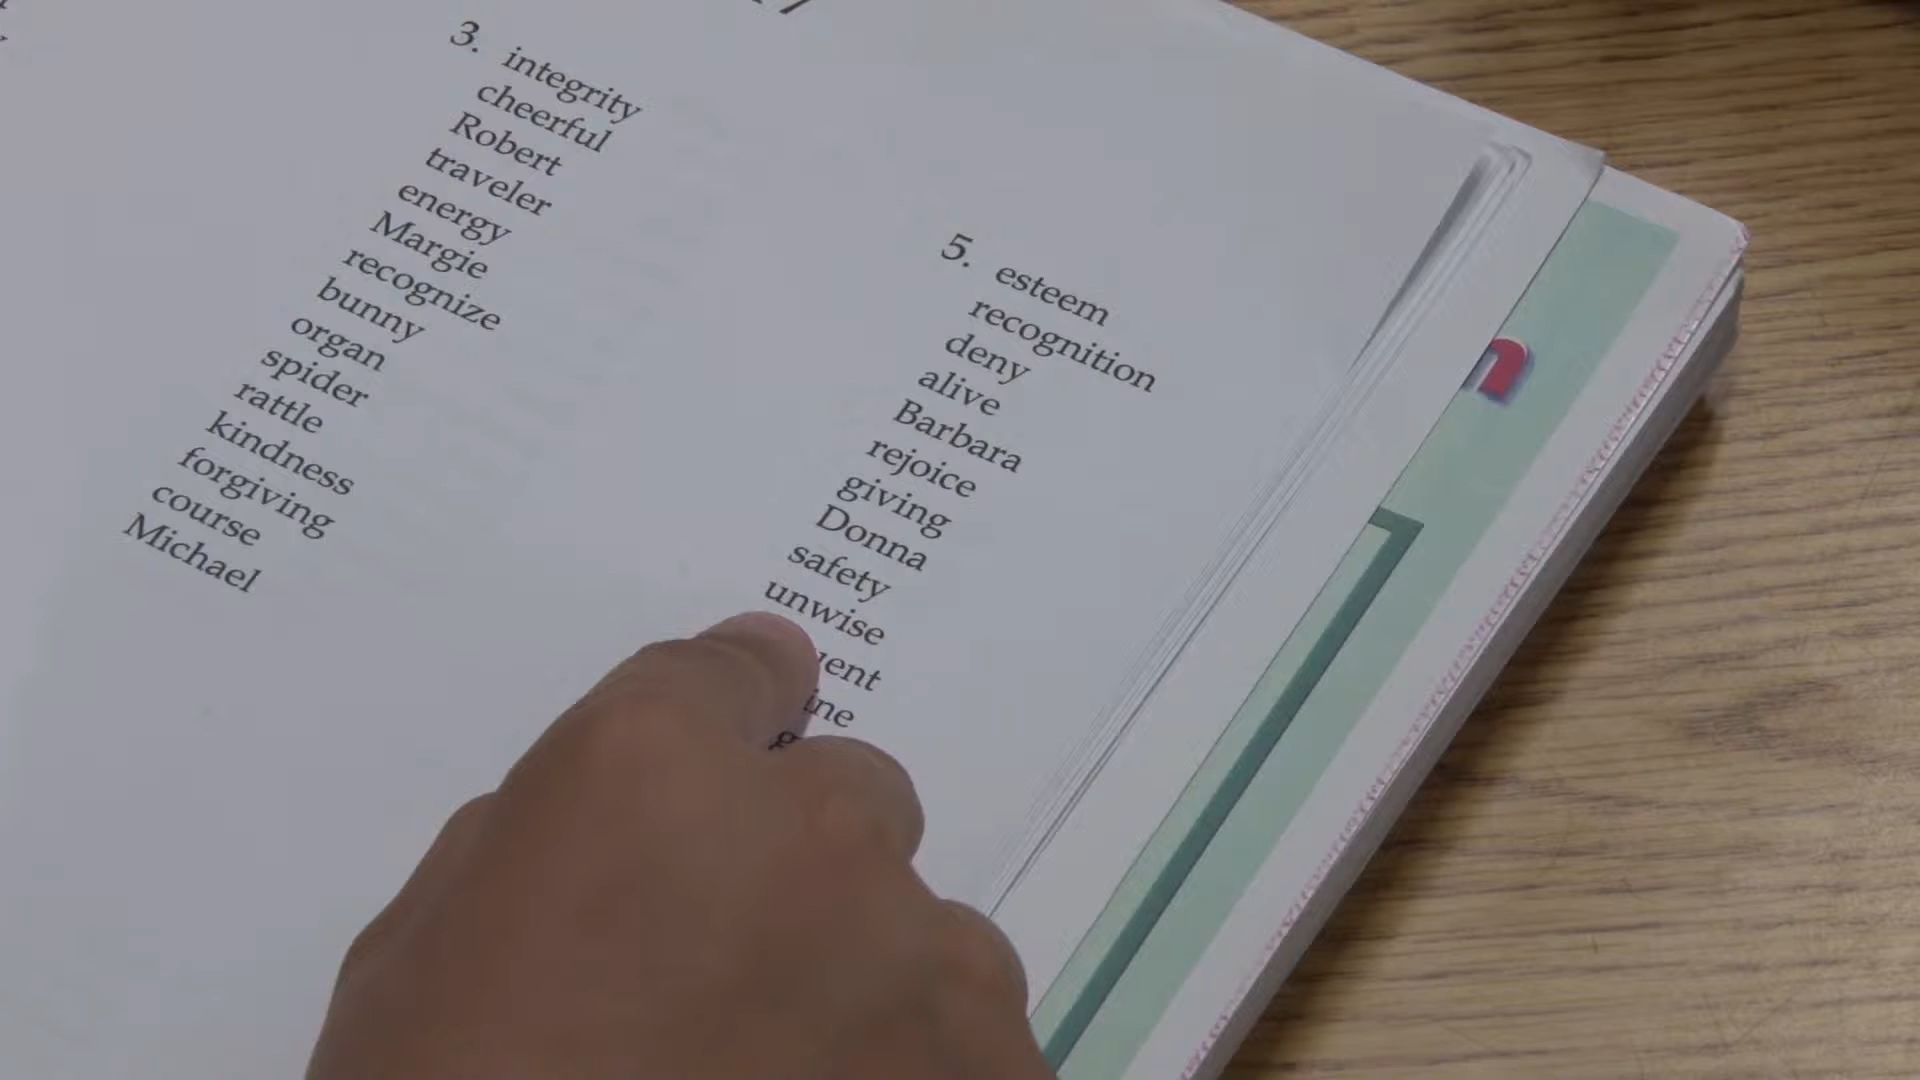 3. integrity
cheerful
Robert
traveler
energy
Margie
recognize
bunny
organ
spider
rattle
kindness
forgiving
course
Michael
5. esteem
recognition
deny
alive
Barbara
rejoice
giving
Donna
safety
unwise